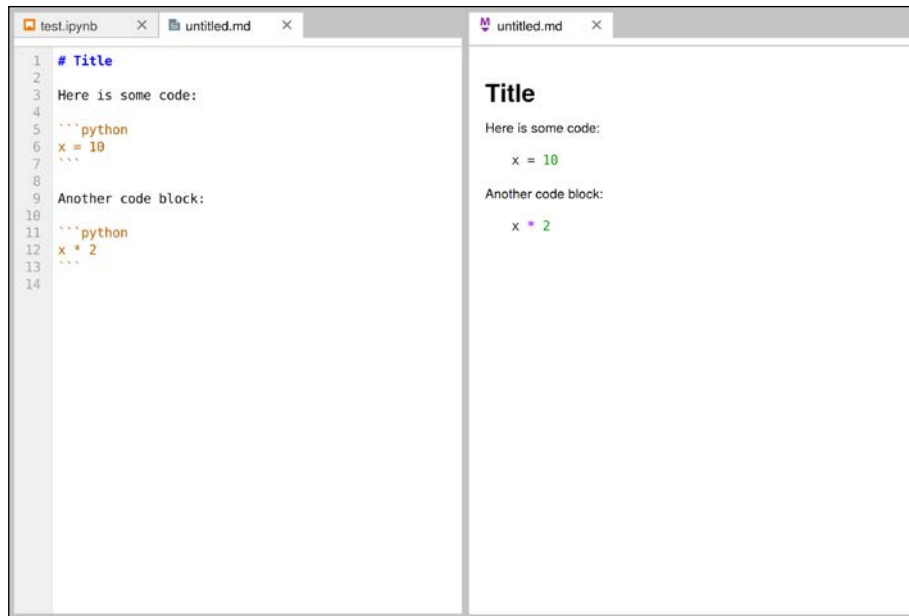 test.ipynb
untitled.md
1 # Title
2
3 Here is some code:
4
5 ```python
6 x = 10
7 ```
8
9 Another code block:
10
11 ```python
12 x * 2
13 ```
14
M untitled.md
Title
Here is some code:
x = 10
Another code block:
x * 2